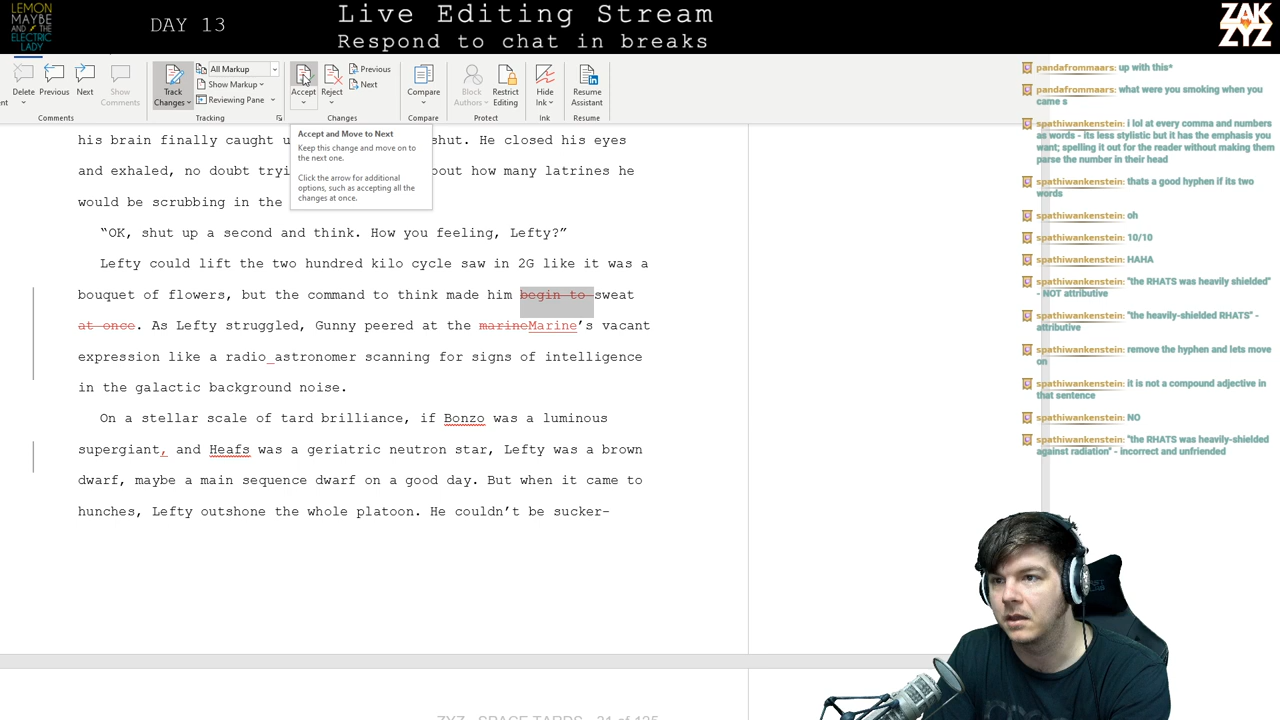 LEMON
MAYBE
AND THE
ELECTRIC
LADY
DAY 13
Live Editing Stream
Respond to chat in breaks
ZAK
ZYZ
Delete
Previous
Next
Show
Comments
Comments
Track
Changes
All Markup
Show Markup
Reviewing Pane
Tracking
Accept
Reject
Previous
Next
Changes
Compare
Compare
Block
Authors
Restrict
Editing
Protect
Hide
Ink
Ink
Resume
Assistant
Resume
Accept and Move to Next
Keep this change and move on to
the next one.
Click the arrow for additional
options, such as accepting all the
changes at once.
his brain finally caught u shut. He closed his eyes
and exhaled, no doubt tryi bout how many latrines he
would be scrubbing in the
“OK, shut up a second and think. How you feeling, Lefty?”
Lefty could lift the two hundred kilo cycle saw in 2G like it was a
bouquet of flowers, but the command to think made him begin to sweat
at once. As Lefty struggled, Gunny peered at the marineMarine’s vacant
expression like a radio astronomer scanning for signs of intelligence
in the galactic background noise.
On a stellar scale of tard brilliance, if Bonzo was a luminous
supergiant, and Heafs was a geriatric neutron star, Lefty was a brown
dwarf, maybe a main sequence dwarf on a good day. But when it came to
hunches, Lefty outshone the whole platoon. He couldn’t be sucker-
ZYZ - SPACE TARDS - 21 of 125
pandafrommaars: up with this*
pandafrommaars: what were you smoking when you
came s
spathiwankenstein: i lol at every comma and numbers
as words - its less stylistic but it has the emphasis you
want; spelling it out for the reader without making them
parse the number in their head
spathiwankenstein: thats a good hyphen if its two
words
spathiwankenstein: oh
spathiwankenstein: 10/10
spathiwankenstein: HAHA
spathiwankenstein: "the RHATS was heavily shielded"
- NOT attributive
spathiwankenstein: "the heavily-shielded RHATS" -
attributive
spathiwankenstein: remove the hyphen and lets move
on
spathiwankenstein: it is not a compound adjective in
that sentence
spathiwankenstein: NO
spathiwankenstein: "the RHATS was heavily-shielded
against radiation" - incorrect and unfriended